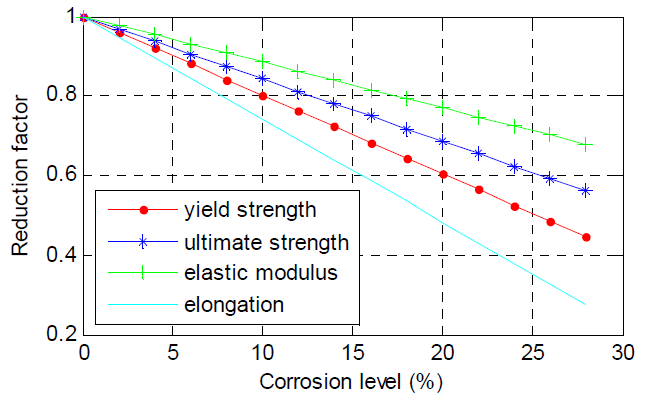 1
0.8
0.6
0.4
0.2
Reduction factor
yield strength
ultimate strength
elastic modulus
elongation
0 5 10 15 20 25 30
Corrosion level (%)